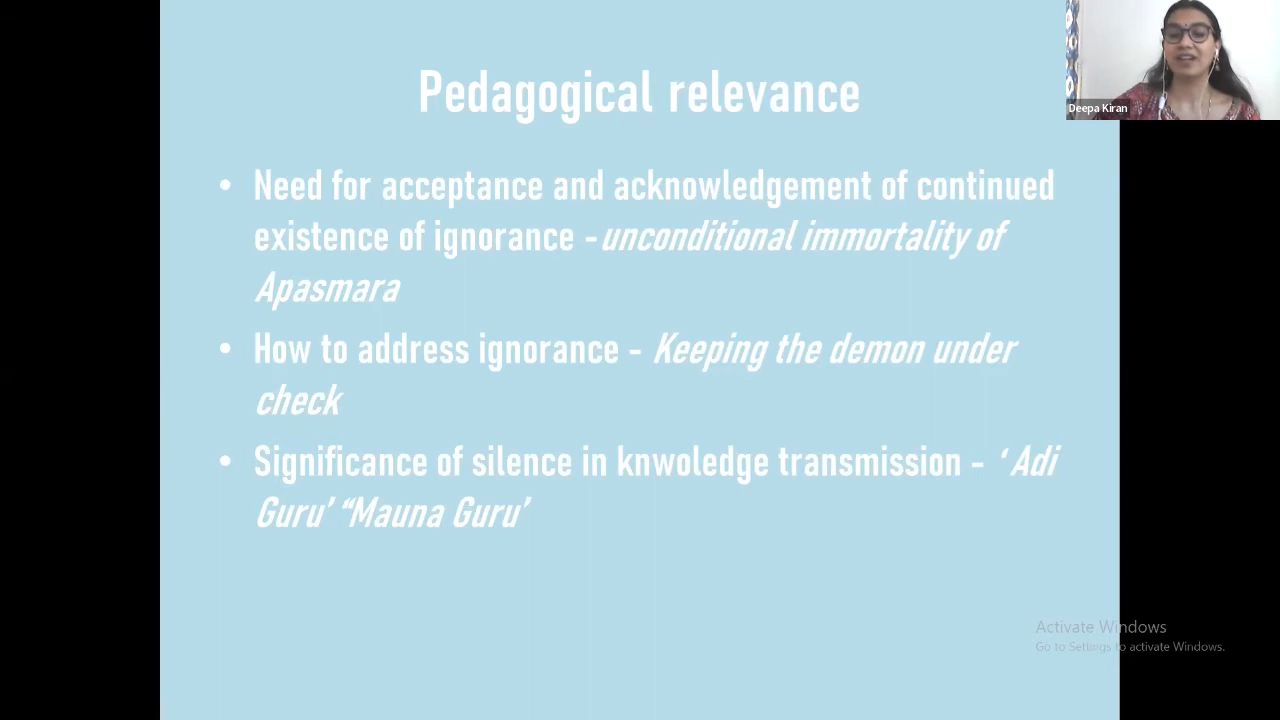 Pedagogical relevance
Deepa Kiran
• Need for acceptance and acknowledgement of continued
existence of ignorance - unconditional immortality of
Apasmara
• How to address ignorance - Keeping the demon under
check
• Significance of silence in knwoledge transmission - ‘ Adi
Guru’ “Mauna Guru’
Activate Windows
Go to Settings to activate Windows.